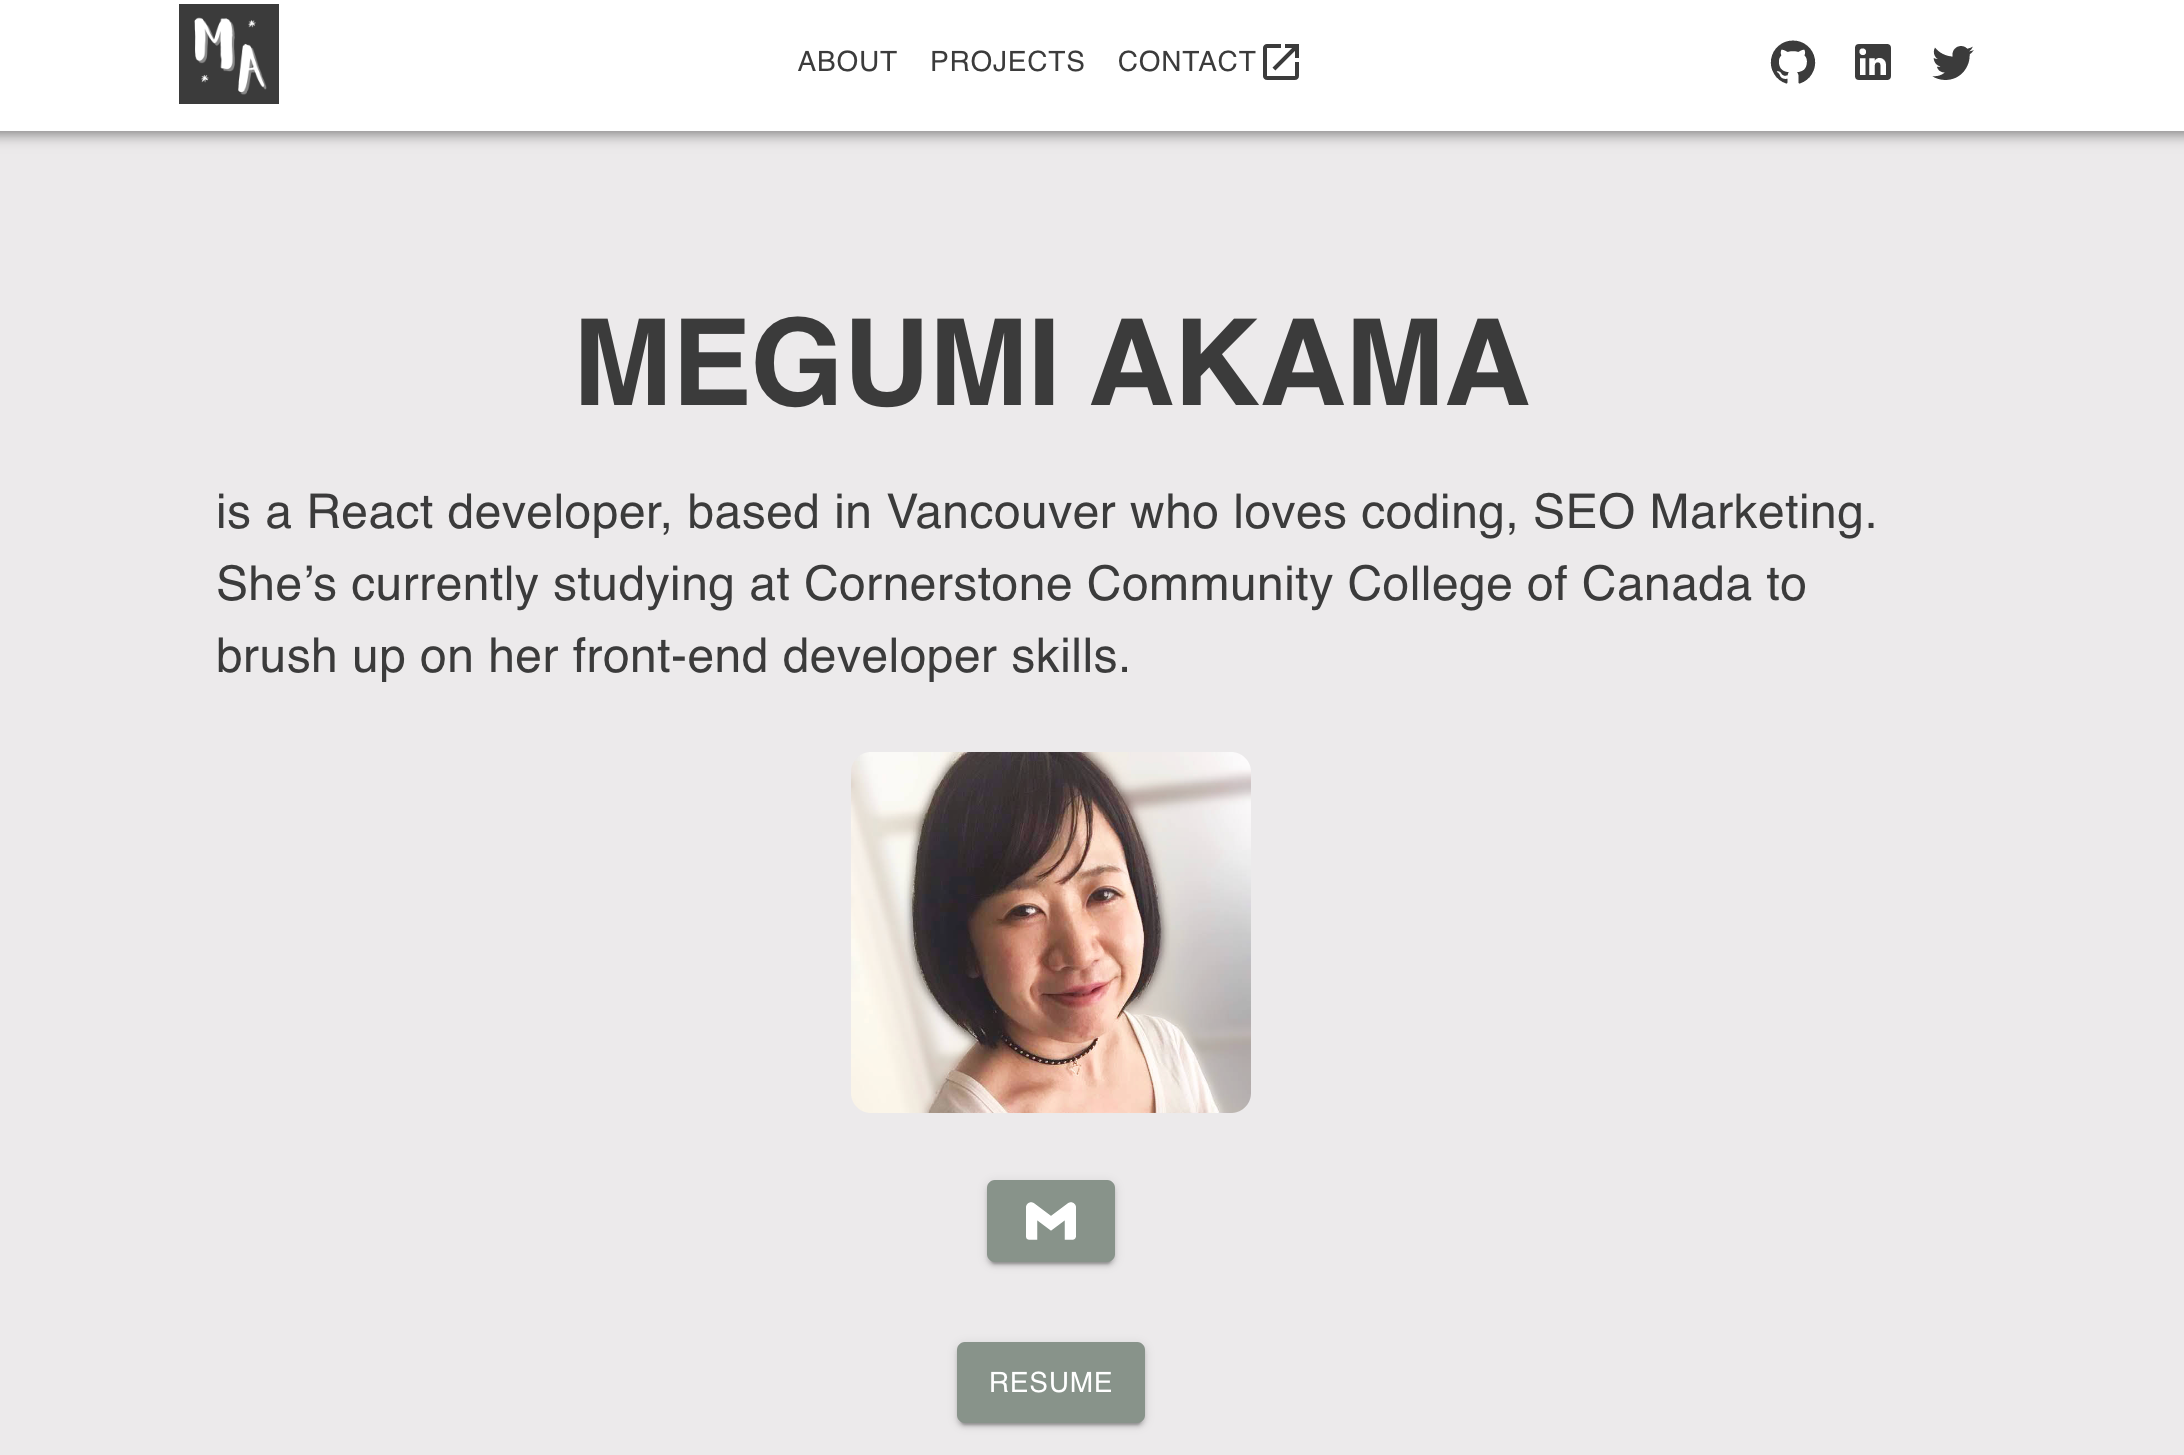 MA
ABOUT PROJECTS CONTACT
MEGUMI AKAMA
is a React developer, based in Vancouver who loves coding, SEO Marketing.
She’s currently studying at Cornerstone Community College of Canada to
brush up on her front-end developer skills.
RESUME